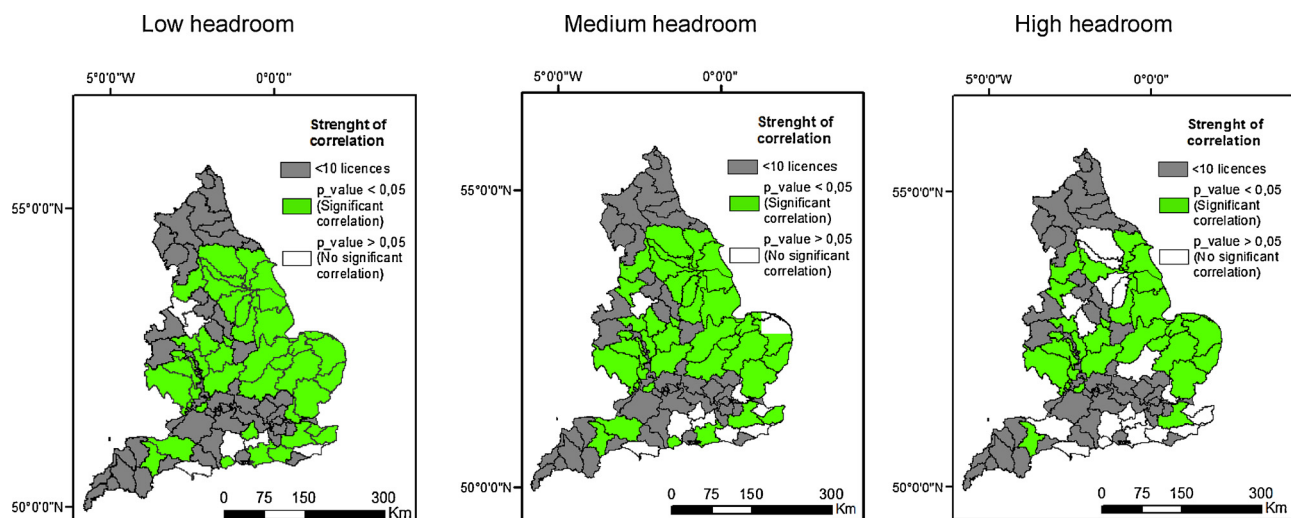 Low headroom
5°0'0"W 0°0'0"
Strenght of
correlation
<10 licences
p_value < 0,05
(Significant
correlation)
p_value > 0,05
(No significant
correlation)
55°0'0"N
50°0'0"N
0 75 150 300
Km
Medium headroom
5°0'0"W 0°0'0"
Strenght of
correlation
<10 licences
p_value < 0,05
(Significant
correlation)
p_value > 0,05
(No significant
correlation)
55°0'0"N
50°0'0"N
0 75 150 300
Km
High headroom
5°0'0"W 0°0'0"
Strenght of
correlation
<10 licences
p_value < 0,05
(Significant
correlation)
p_value > 0,05
(No significant
correlation)
55°0'0"N
50°0'0"N
0 75 150 300
Km